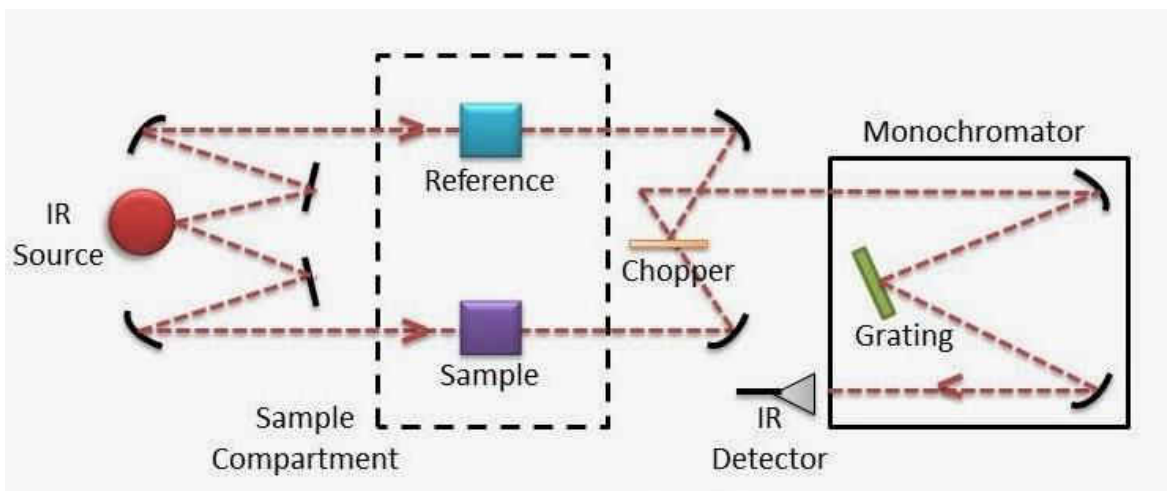 IR
Source
Reference
Sample
Sample
Compartment
Chopper
Monochromator
Grating
IR
Detector